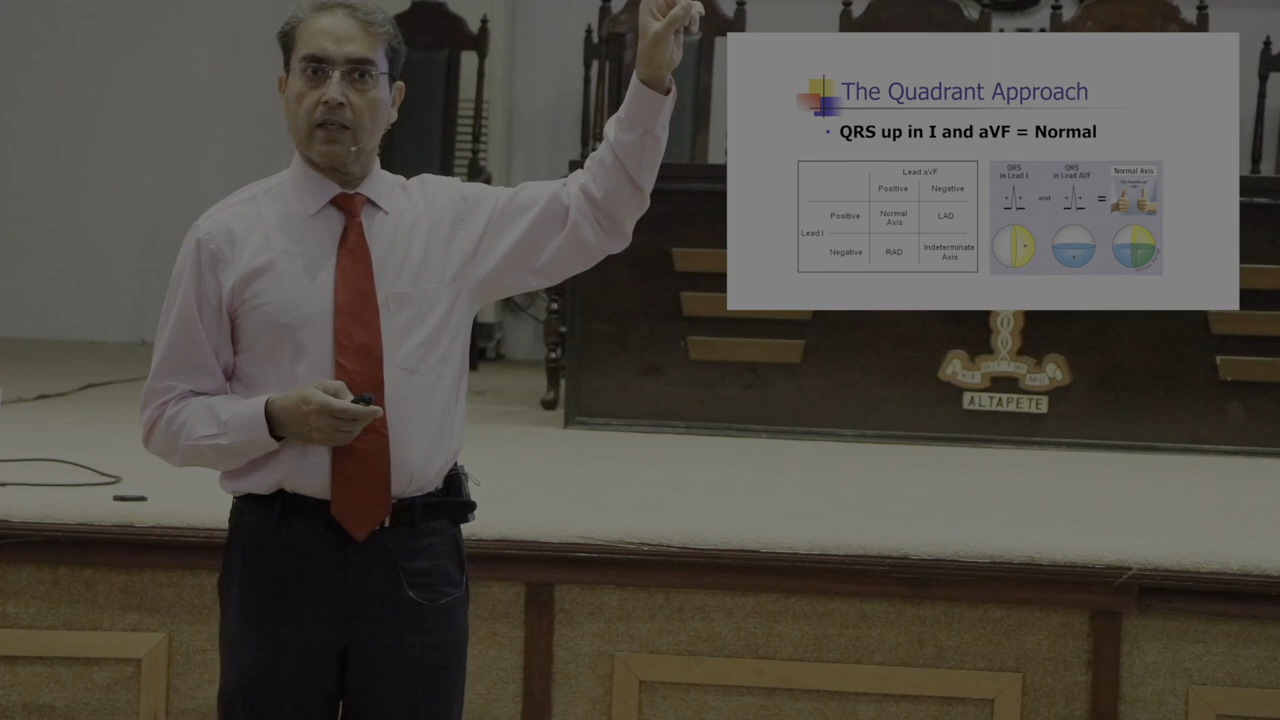 The Quadrant Approach
• QRS up in I and aVF = Normal
Lead aVF
Positive Negative
Positive Normal Axis LAD
Lead I
Negative RAD Indeterminate Axis
QRS in Lead I
QRS in Lead AVF
Normal Axis
and =
ALTAPETE